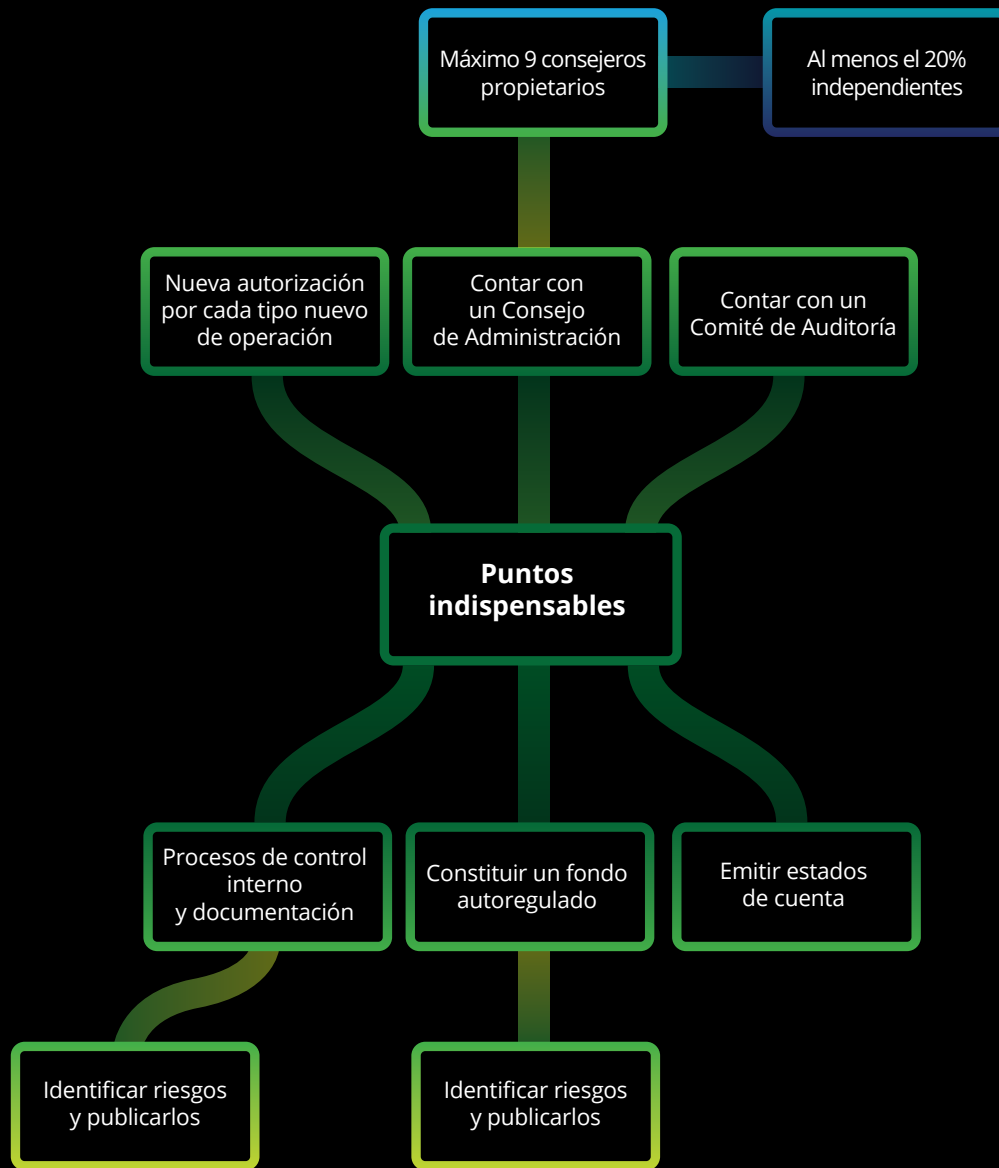 Máximo 9 consejeros
propietarios
Al menos el 20%
independientes
Nueva autorización
por cada tipo nuevo
de operación
Contar con
un Consejo
de Administración
Contar con un
Comité de Auditoría
Puntos
indispensables
Procesos de control
interno
y documentación
Constituir un fondo
autoregulado
Emitir estados
de cuenta
Identificar riesgos
y publicarlos
Identificar riesgos
y publicarlos